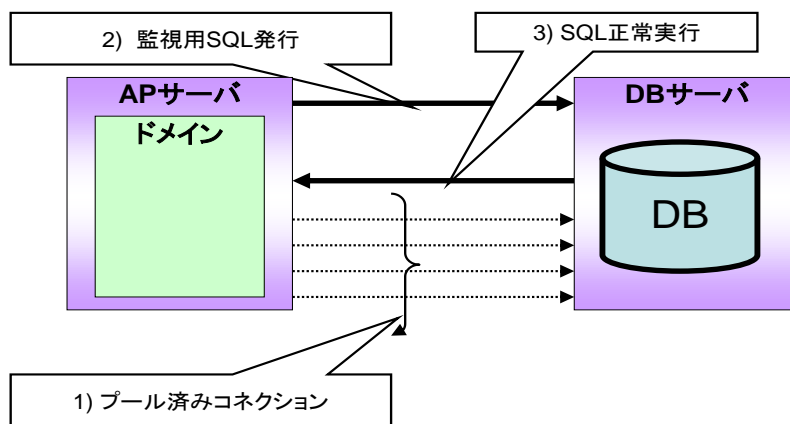 2) 監視用SQL発行
3) SQL正常実行
APサーバ
DBサーバ
ドメイン
DB
1) プール済みコネクション